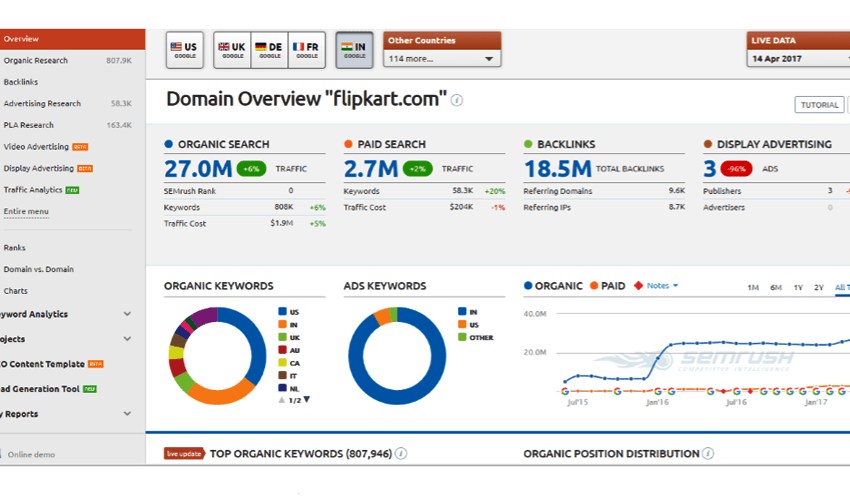 Overview
Organic Research 807.9K
Backlinks
Advertising Research 58.3K
PLA Research 163.4K
Video Advertising BETA
Display Advertising BETA
Traffic Analytics NEW
Entire menu
Ranks
Domain vs. Domain
Charts
eyword Analytics
ojects
O Content Template BETA
ad Generation Tool NEW
y Reports
Online demo
US GOOGLE
UK GOOGLE
DE GOOGLE
FR GOOGLE
IN GOOGLE
Other Countries
114 more...
LIVE DATA
14 Apr 2017
Domain Overview "flipkart.com" i
TUTORIAL
ORGANIC SEARCH
27.0M +6% TRAFFIC
SEMrush Rank 0
Keywords 808K +6%
Traffic Cost $1.9M +5%
PAID SEARCH
2.7M +2% TRAFFIC
Keywords 58.3K +20%
Traffic Cost $204K -1%
BACKLINKS
18.5M TOTAL BACKLINKS
Referring Domains 9.6K
Referring IPs 8.7K
DISPLAY ADVERTISING
3 -96% ADS
Publishers 3
Advertisers 0
ORGANIC KEYWORDS
US
IN
UK
AU
CA
IT
NL
1/2
ADS KEYWORDS
IN
US
OTHER
ORGANIC PAID Notes
1M 6M 1Y 2Y All T
40.0M
20.0M
semrush
COMPETITIVE INTELLIGENCE
G G G G G G G G G G G G
Jul'15 Jan'16 Jul'16 Jan'17
live update TOP ORGANIC KEYWORDS (807,946) i
ORGANIC POSITION DISTRIBUTION i